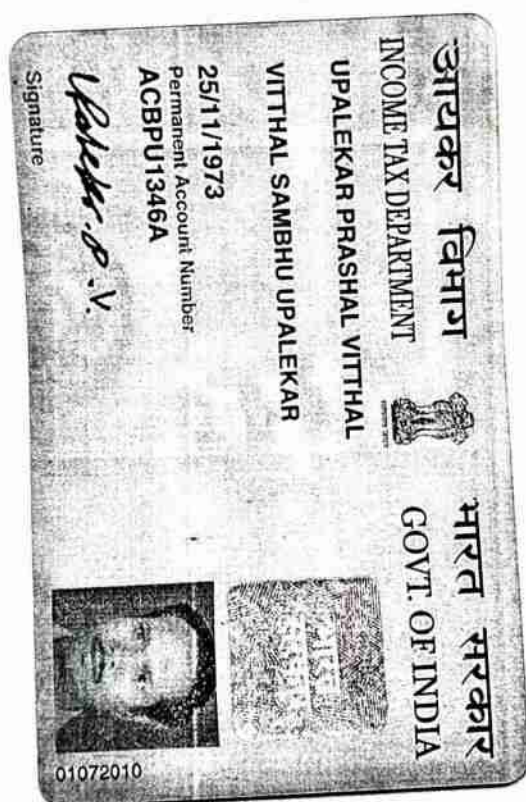 आयकर विभाग
INCOME TAX DEPARTMENT
भारत सरकार
GOVT. OF INDIA
UPALEKAR PRASHAL VITTHAL
VITTHAL SAMBHU UPALEKAR
25/11/1973
Permanent Account Number
ACBPU1346A
Upalekar.P.V.
Signature
01072010